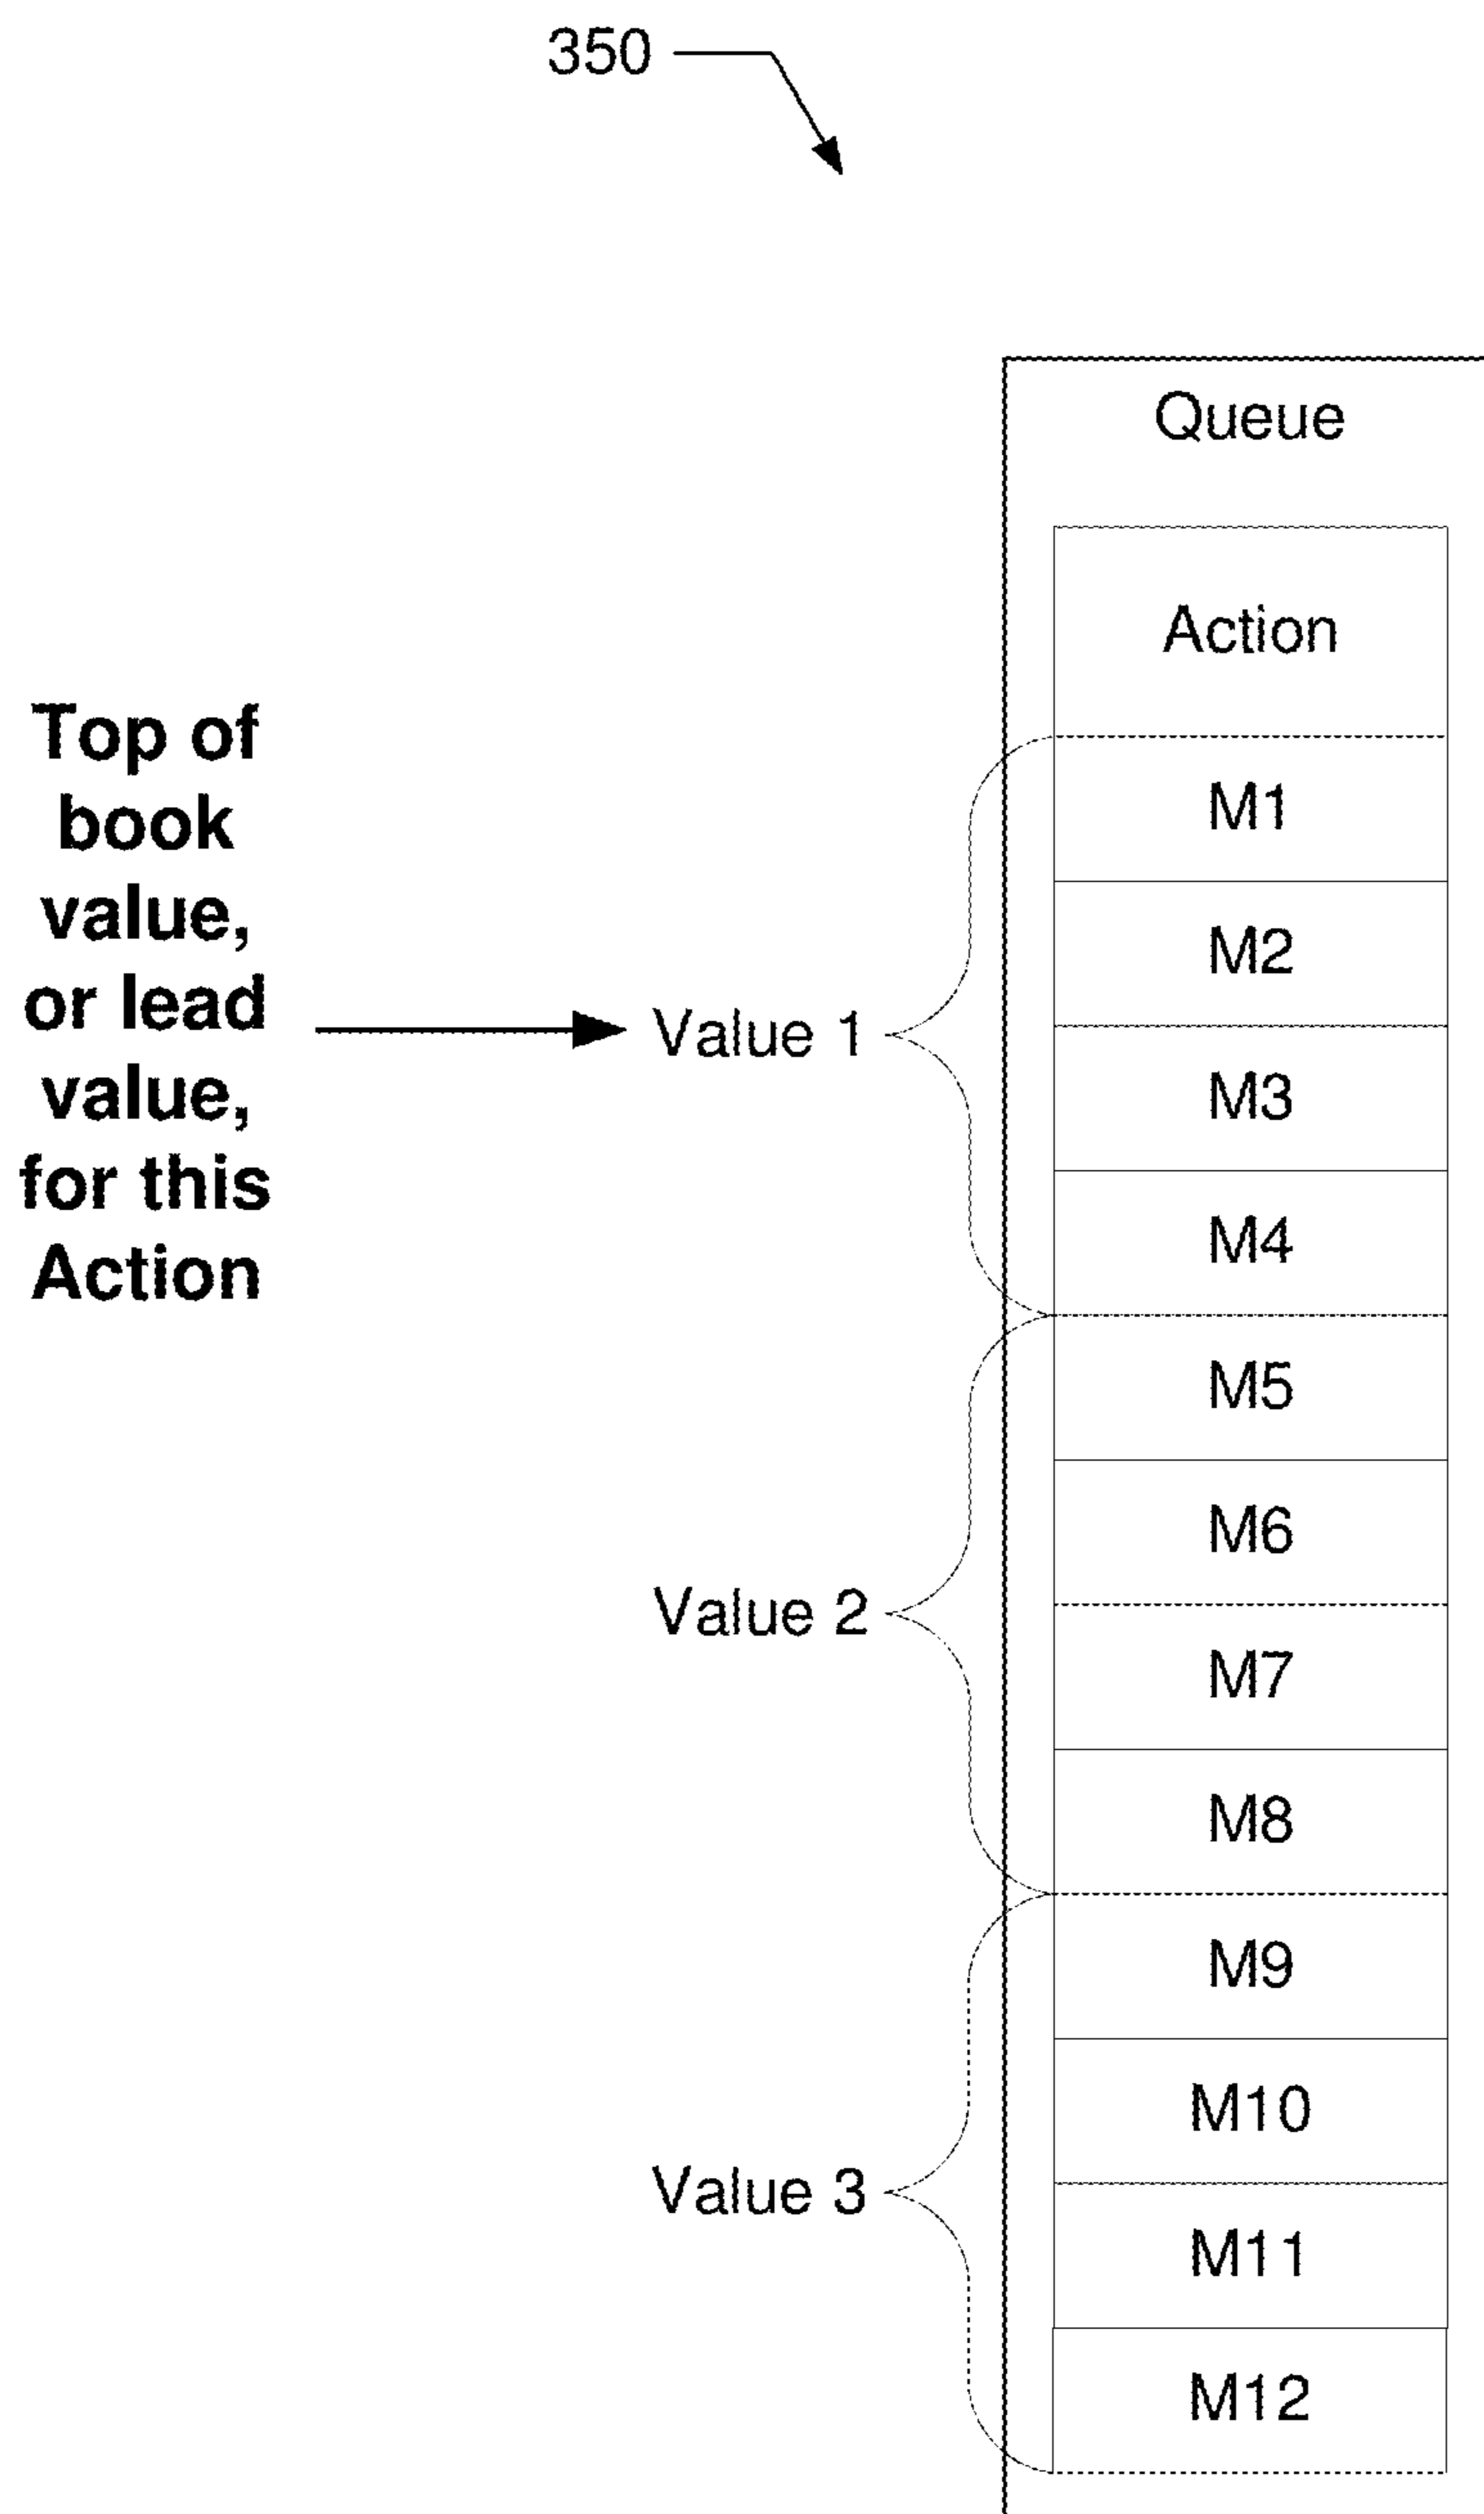 350
Queue
Action
Top of
book
value,
or lead
value,
for this
Action
Value 1
M1
M2
M3
M4
Value 2
M5
M6
M7
M8
Value 3
M9
M10
M11
M12